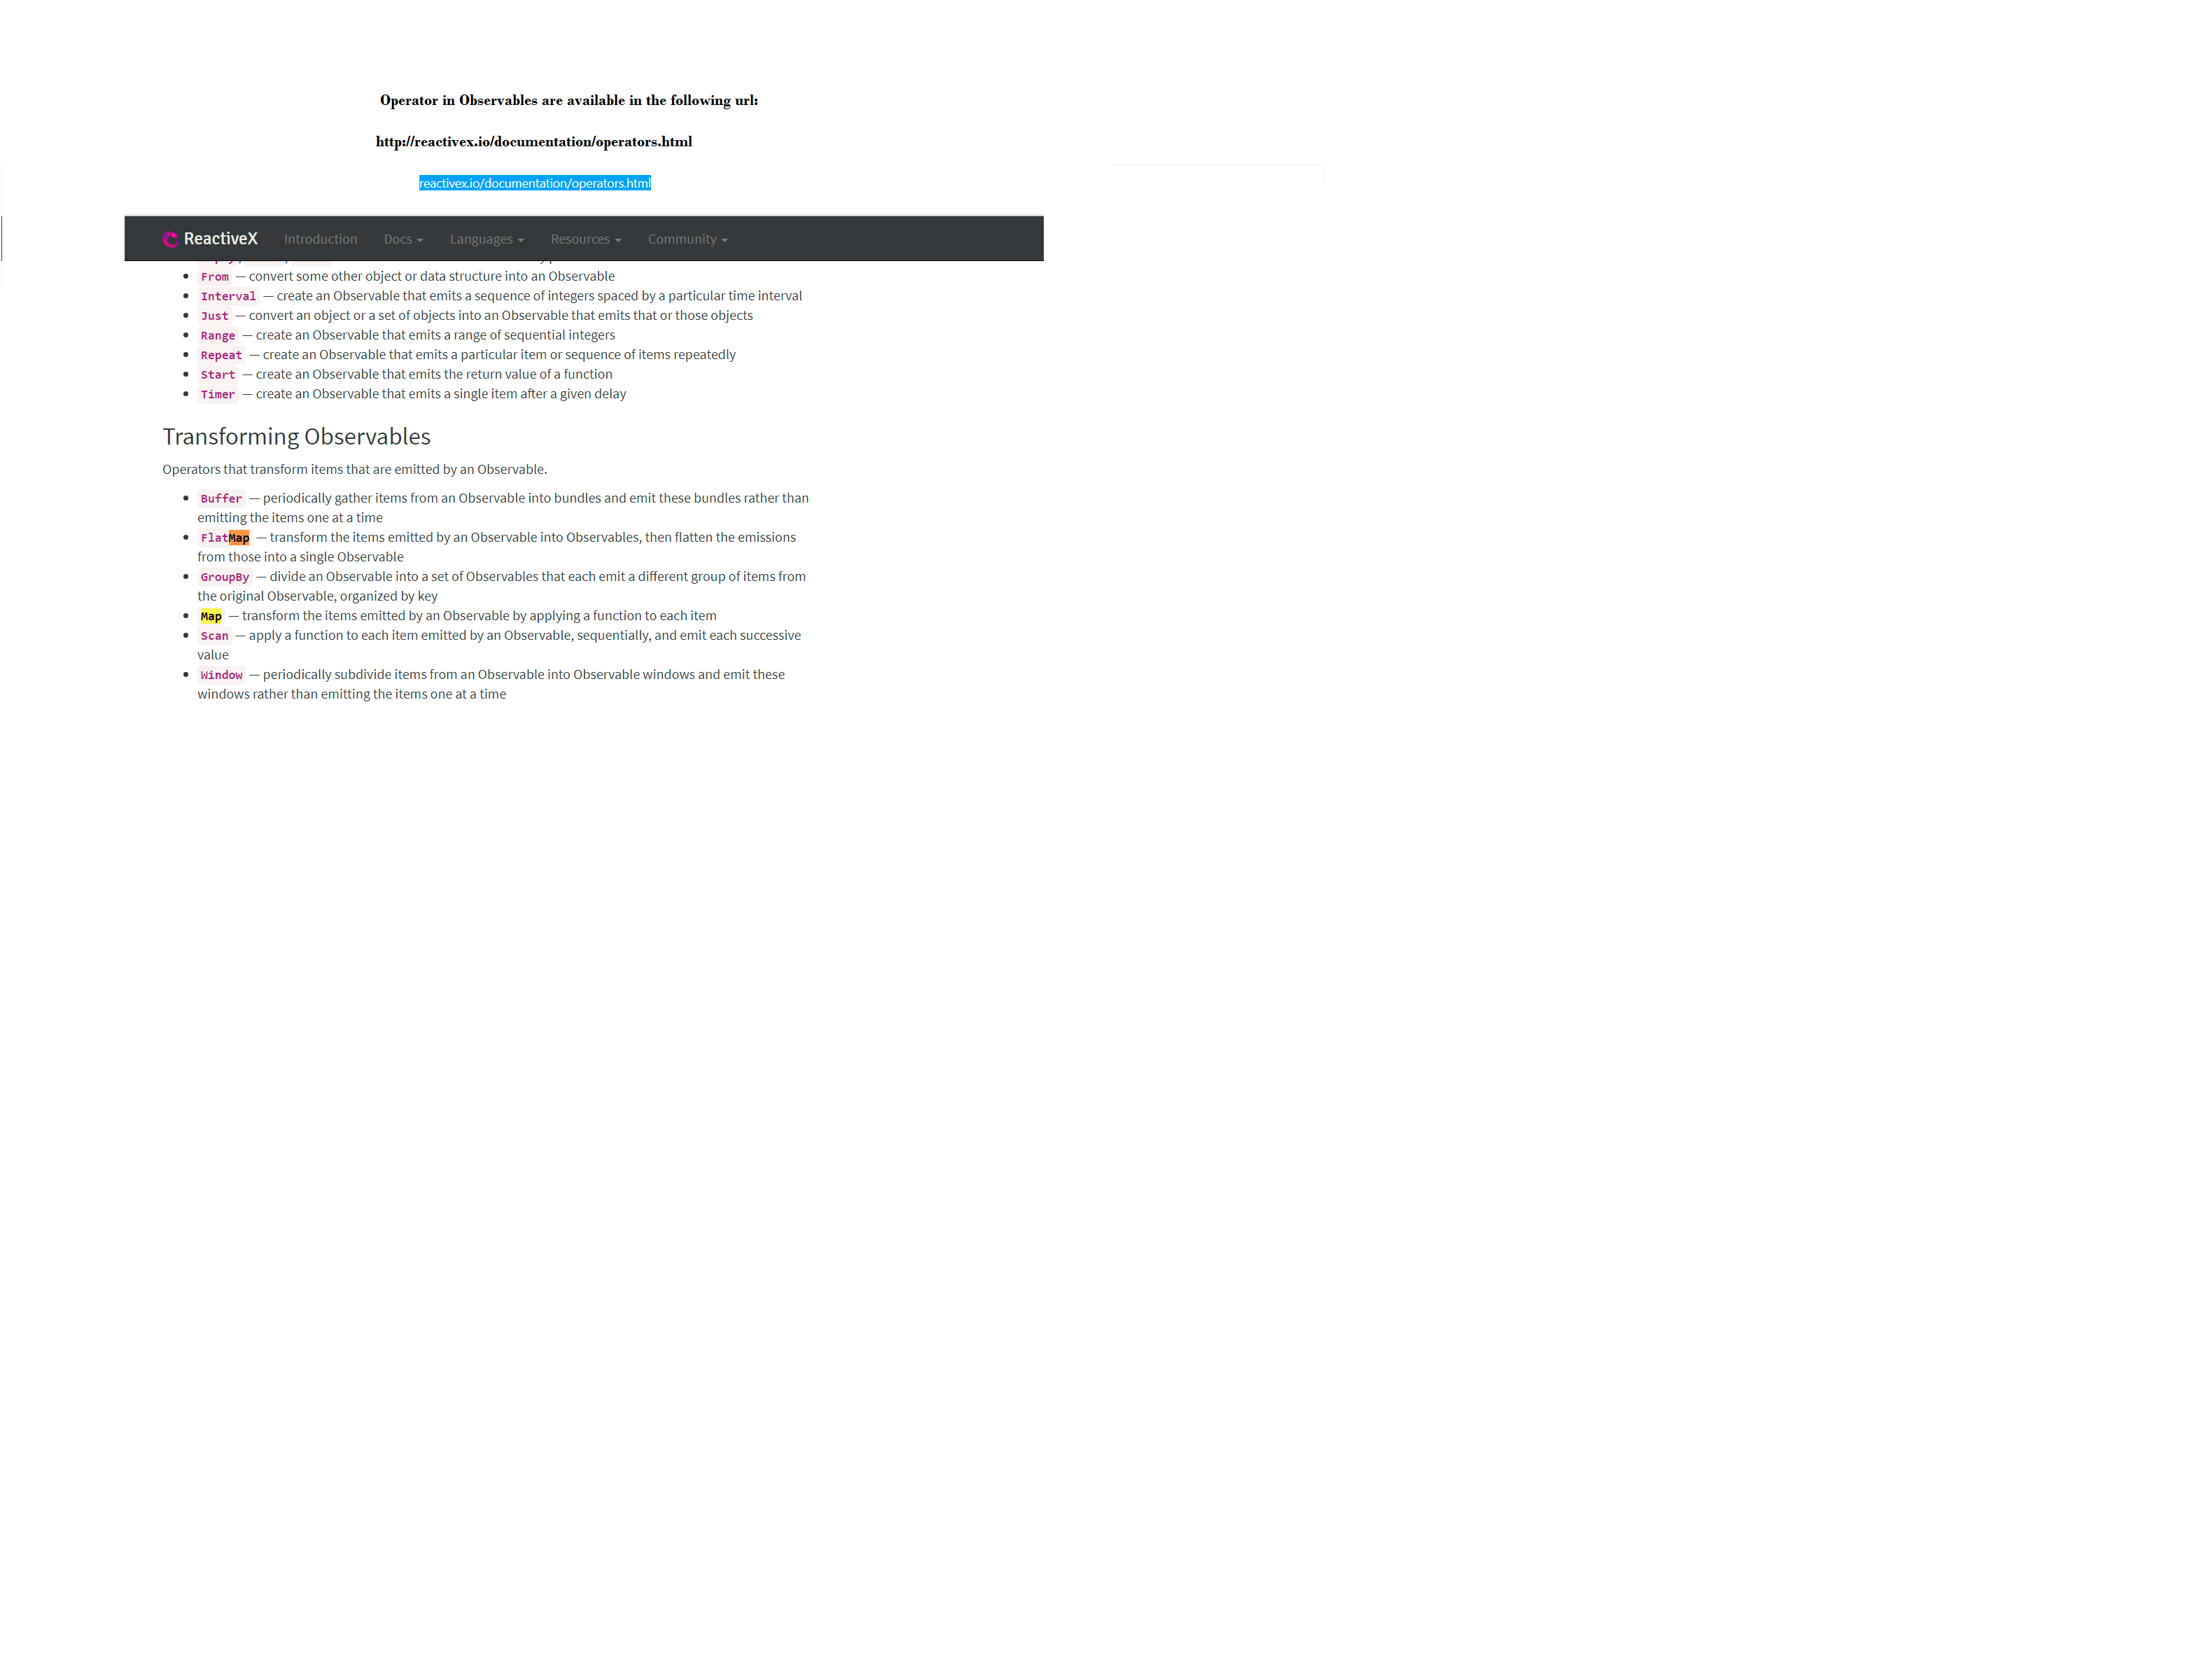 Operator in Observables are available in the following url:
http://reactivex.io/documentation/operators.html
reactivex.io/documentation/operators.html
ReactiveX Introduction Docs Languages Resources Community
• From — convert some other object or data structure into an Observable
• Interval — create an Observable that emits a sequence of integers spaced by a particular time interval
• Just — convert an object or a set of objects into an Observable that emits that or those objects
• Range — create an Observable that emits a range of sequential integers
• Repeat — create an Observable that emits a particular item or sequence of items repeatedly
• Start — create an Observable that emits the return value of a function
• Timer — create an Observable that emits a single item after a given delay
Transforming Observables
Operators that transform items that are emitted by an Observable.
• Buffer — periodically gather items from an Observable into bundles and emit these bundles rather than
emitting the items one at a time
• FlatMap — transform the items emitted by an Observable into Observables, then flatten the emissions
from those into a single Observable
• GroupBy — divide an Observable into a set of Observables that each emit a different group of items from
the original Observable, organized by key
• Map — transform the items emitted by an Observable by applying a function to each item
• Scan — apply a function to each item emitted by an Observable, sequentially, and emit each successive
value
• Window — periodically subdivide items from an Observable into Observable windows and emit these
windows rather than emitting the items one at a time